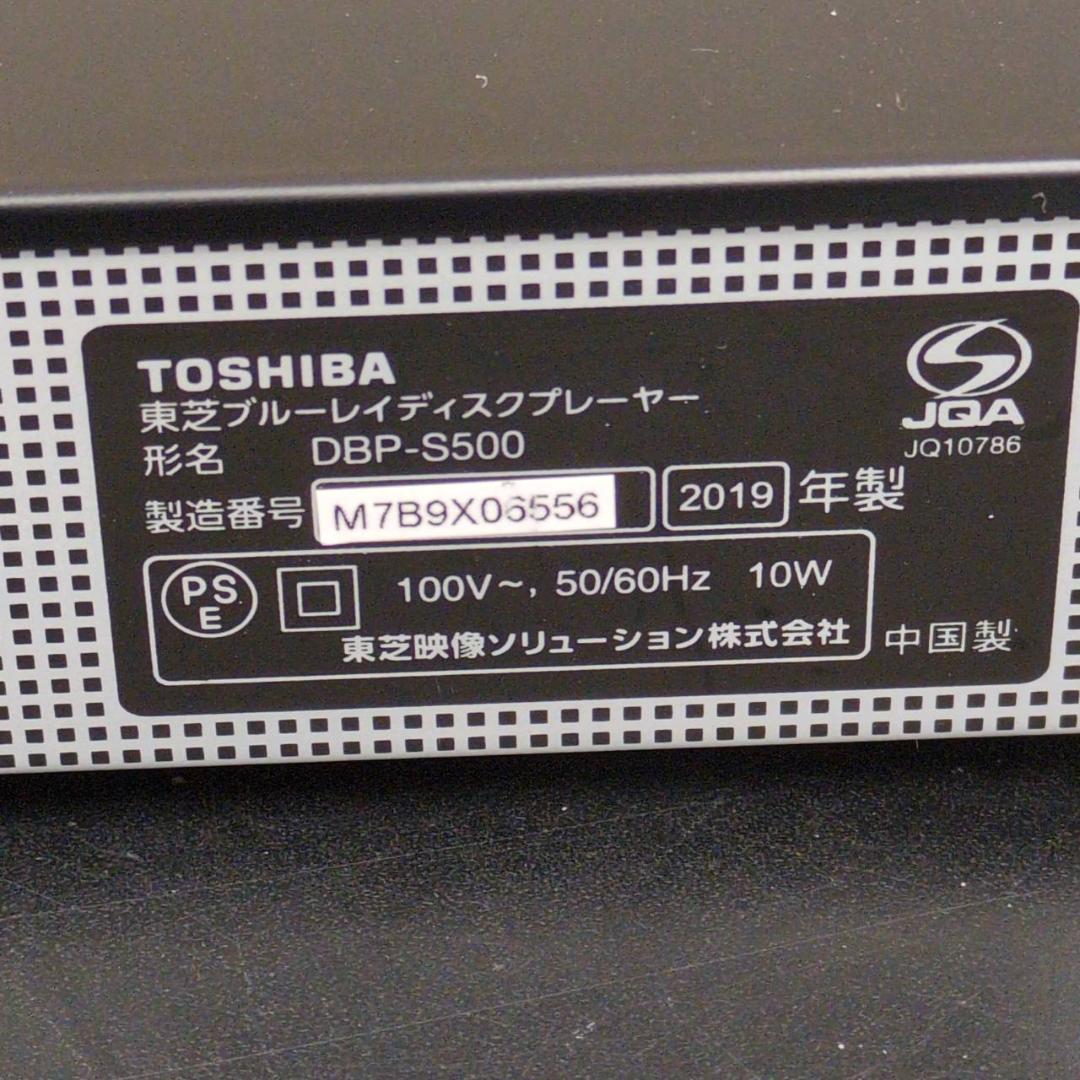 TOSHIBA
東芝ブルーレイディスクプレーヤー
形名 DBP-S500
製造番号 M7B9X06556 2019 年製
JQA
JQ10786
PS
E
100V~, 50/60Hz 10W
東芝映像ソリューション株式会社
中国製